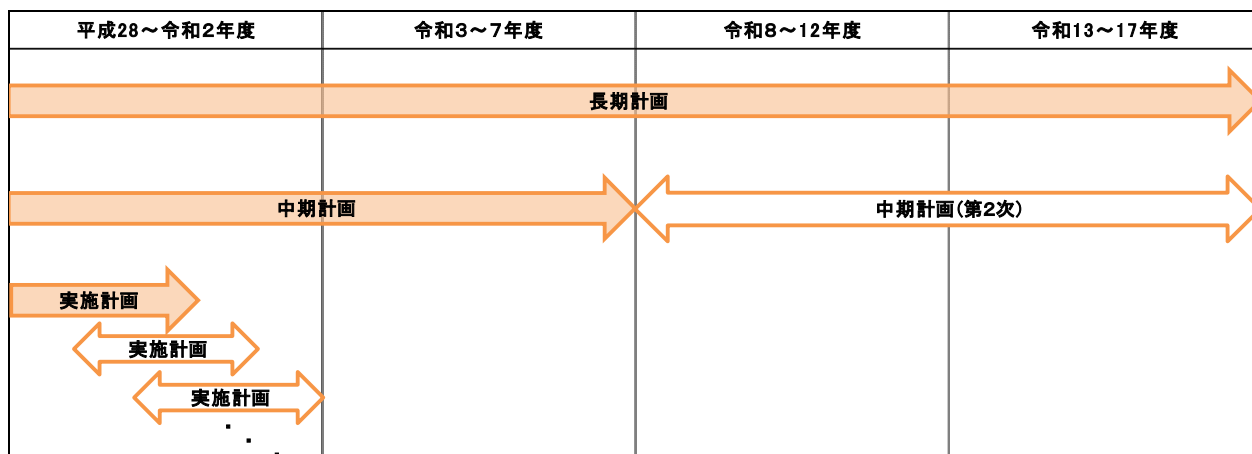 平成28～令和2年度
令和3～7年度
令和8～12年度
令和13～17年度
長期計画
中期計画
中期計画(第2次)
実施計画
実施計画
実施計画